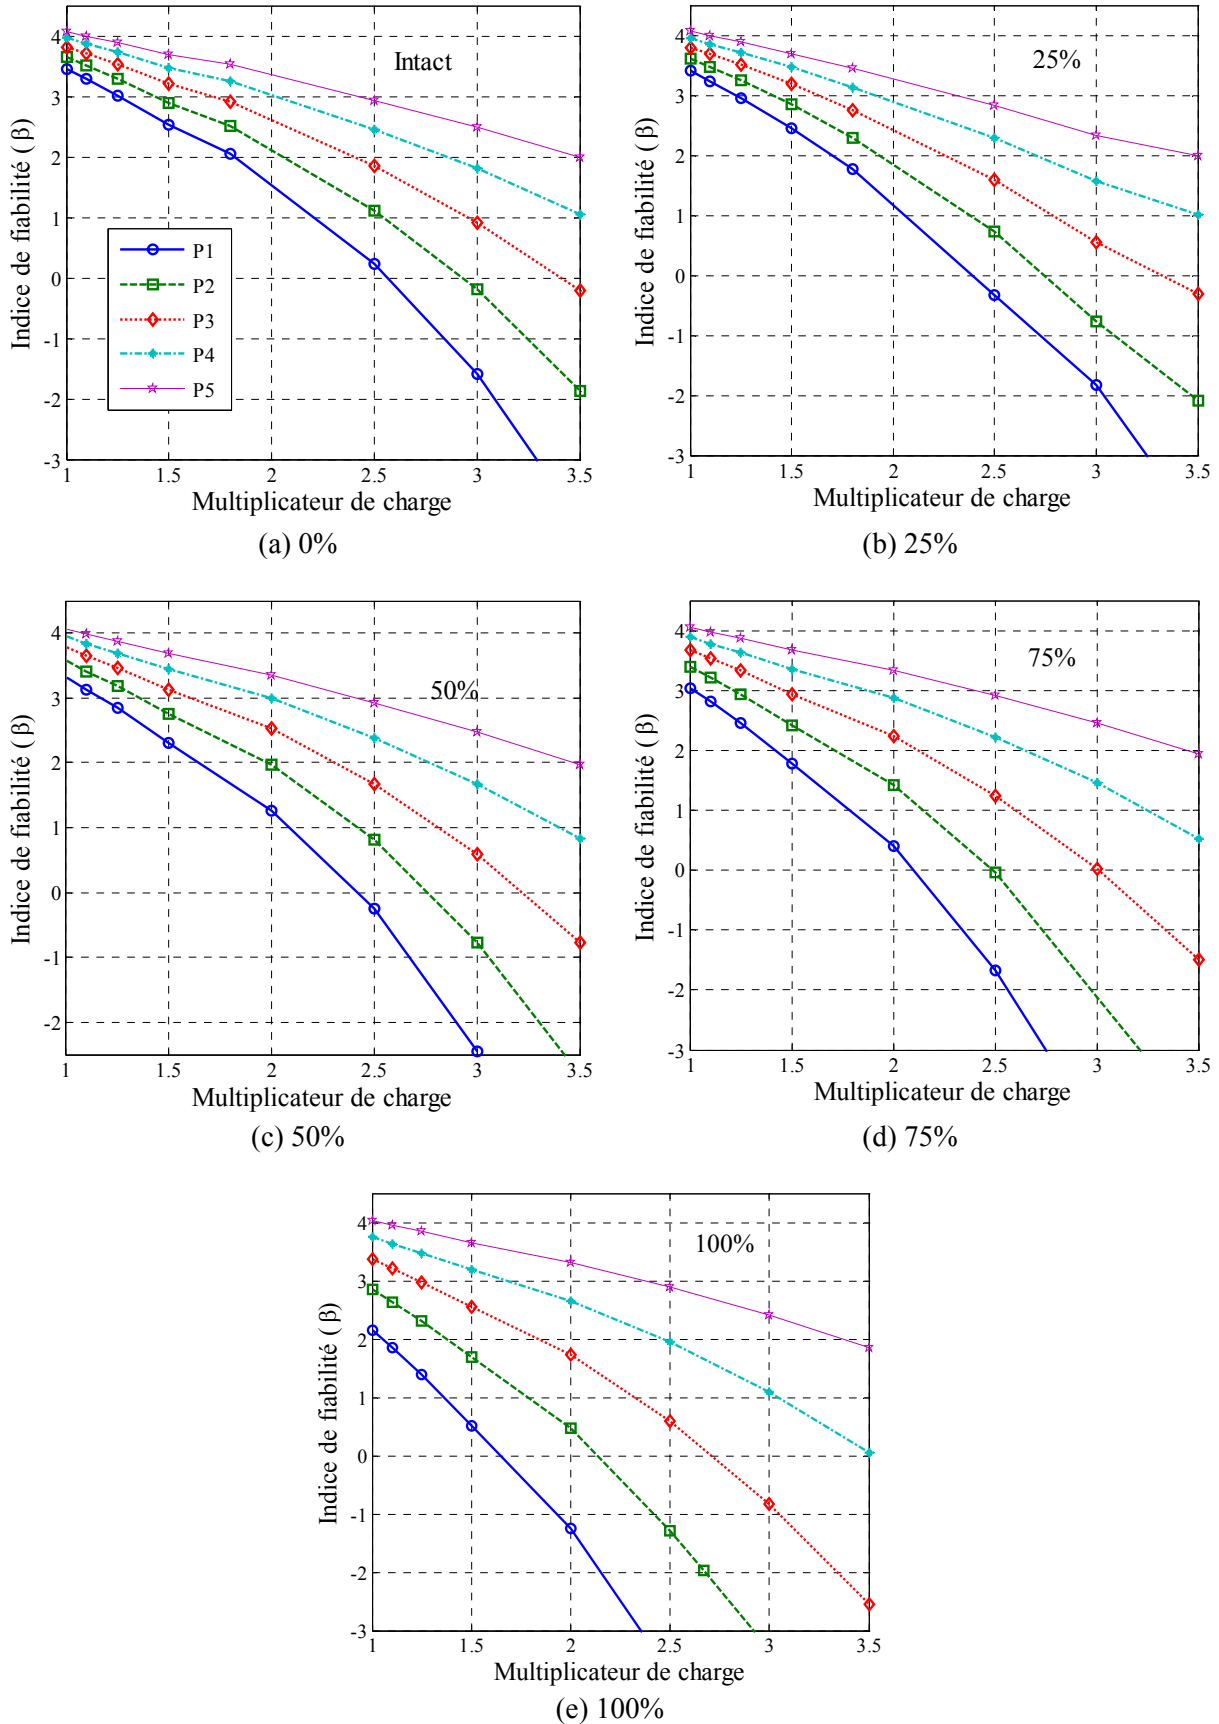 4
3
2
1
0
-1
-2
-3
Indice de fiabilité (β)
Intact
P1
P2
P3
P4
P5
1 1.5 2 2.5 3 3.5
Multiplicateur de charge
(a) 0%
4
3
2
1
0
-1
-2
-3
Indice de fiabilité (β)
25%
1 1.5 2 2.5 3 3.5
Multiplicateur de charge
(b) 25%
4
3
2
1
0
-1
-2
Indice de fiabilité (β)
50%
1 1.5 2 2.5 3 3.5
Multiplicateur de charge
(c) 50%
4
3
2
1
0
-1
-2
-3
Indice de fiabilité (β)
75%
1 1.5 2 2.5 3 3.5
Multiplicateur de charge
(d) 75%
4
3
2
1
0
-1
-2
-3
Indice de fiabilité (β)
100%
1 1.5 2 2.5 3 3.5
Multiplicateur de charge
(e) 100%